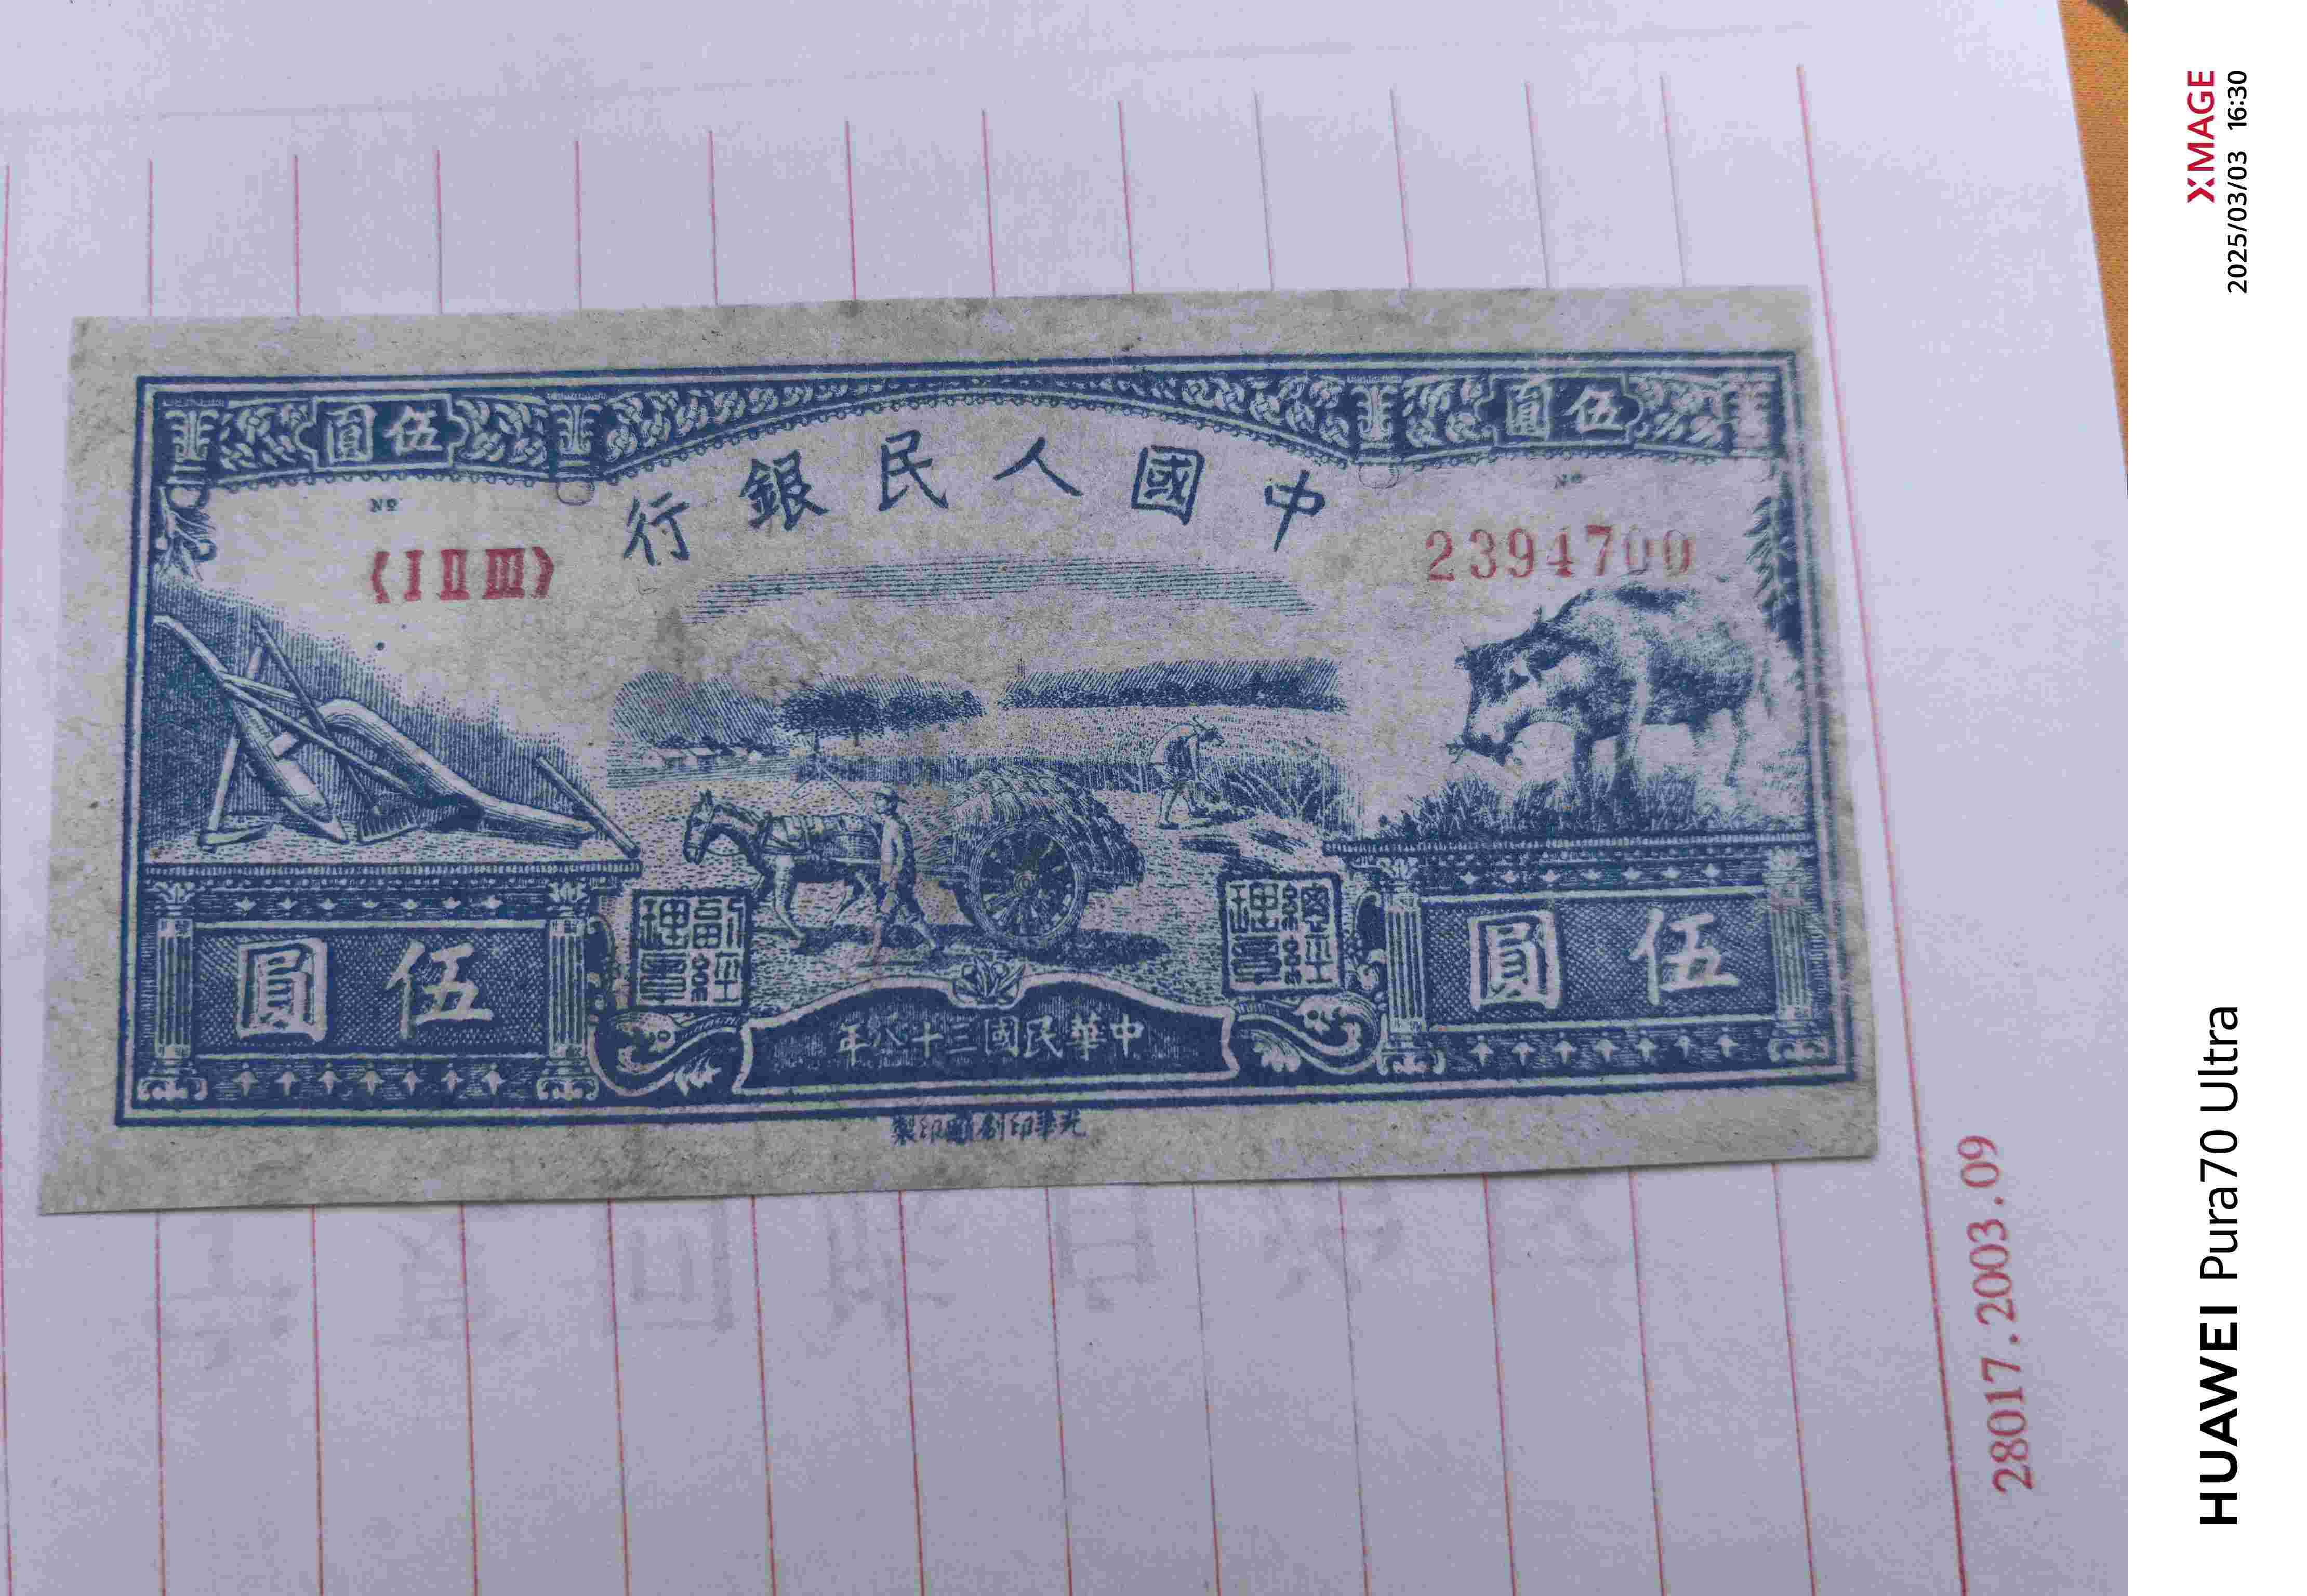 伍圓
伍圓
中國人民銀行
№
№
〈I II III〉
2394700
總經理章
副經理章
伍圓
伍圓
中華民國三十八年
光華印刷廠印製
28017.2003.09
XMAGE
2025/03/03 16:30
HUAWEI Pura70 Ultra